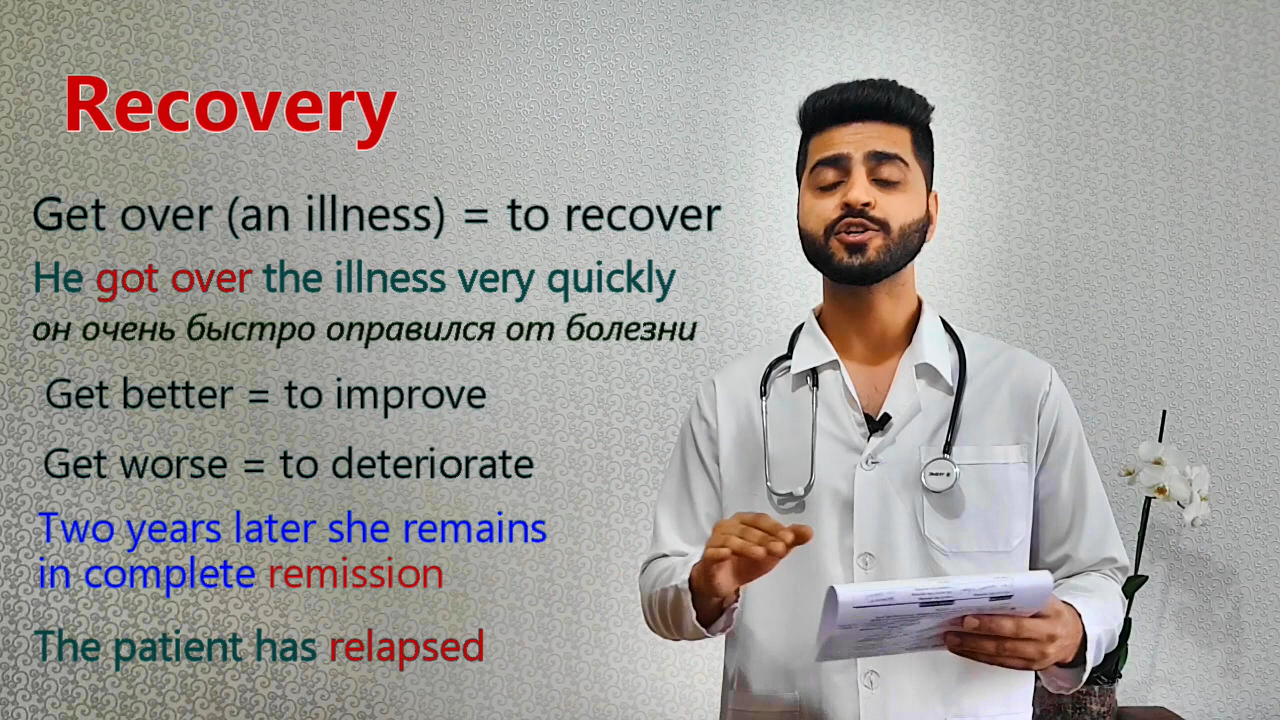 Recovery
Get over (an illness) = to recover
He got over the illness very quickly
он очень быстро оправился от болезни
Get better = to improve
Get worse = to deteriorate
Two years later she remains
in complete remission
The patient has relapsed